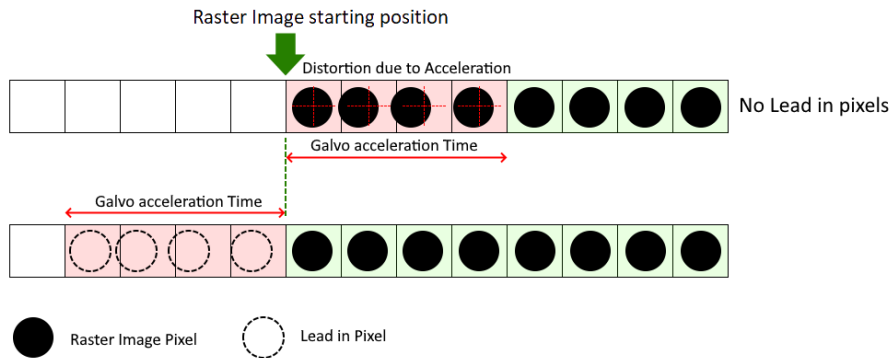 Raster Image starting position
Distortion due to Acceleration
No Lead in pixels
Galvo acceleration Time
Galvo acceleration Time
Raster Image Pixel
Lead in Pixel